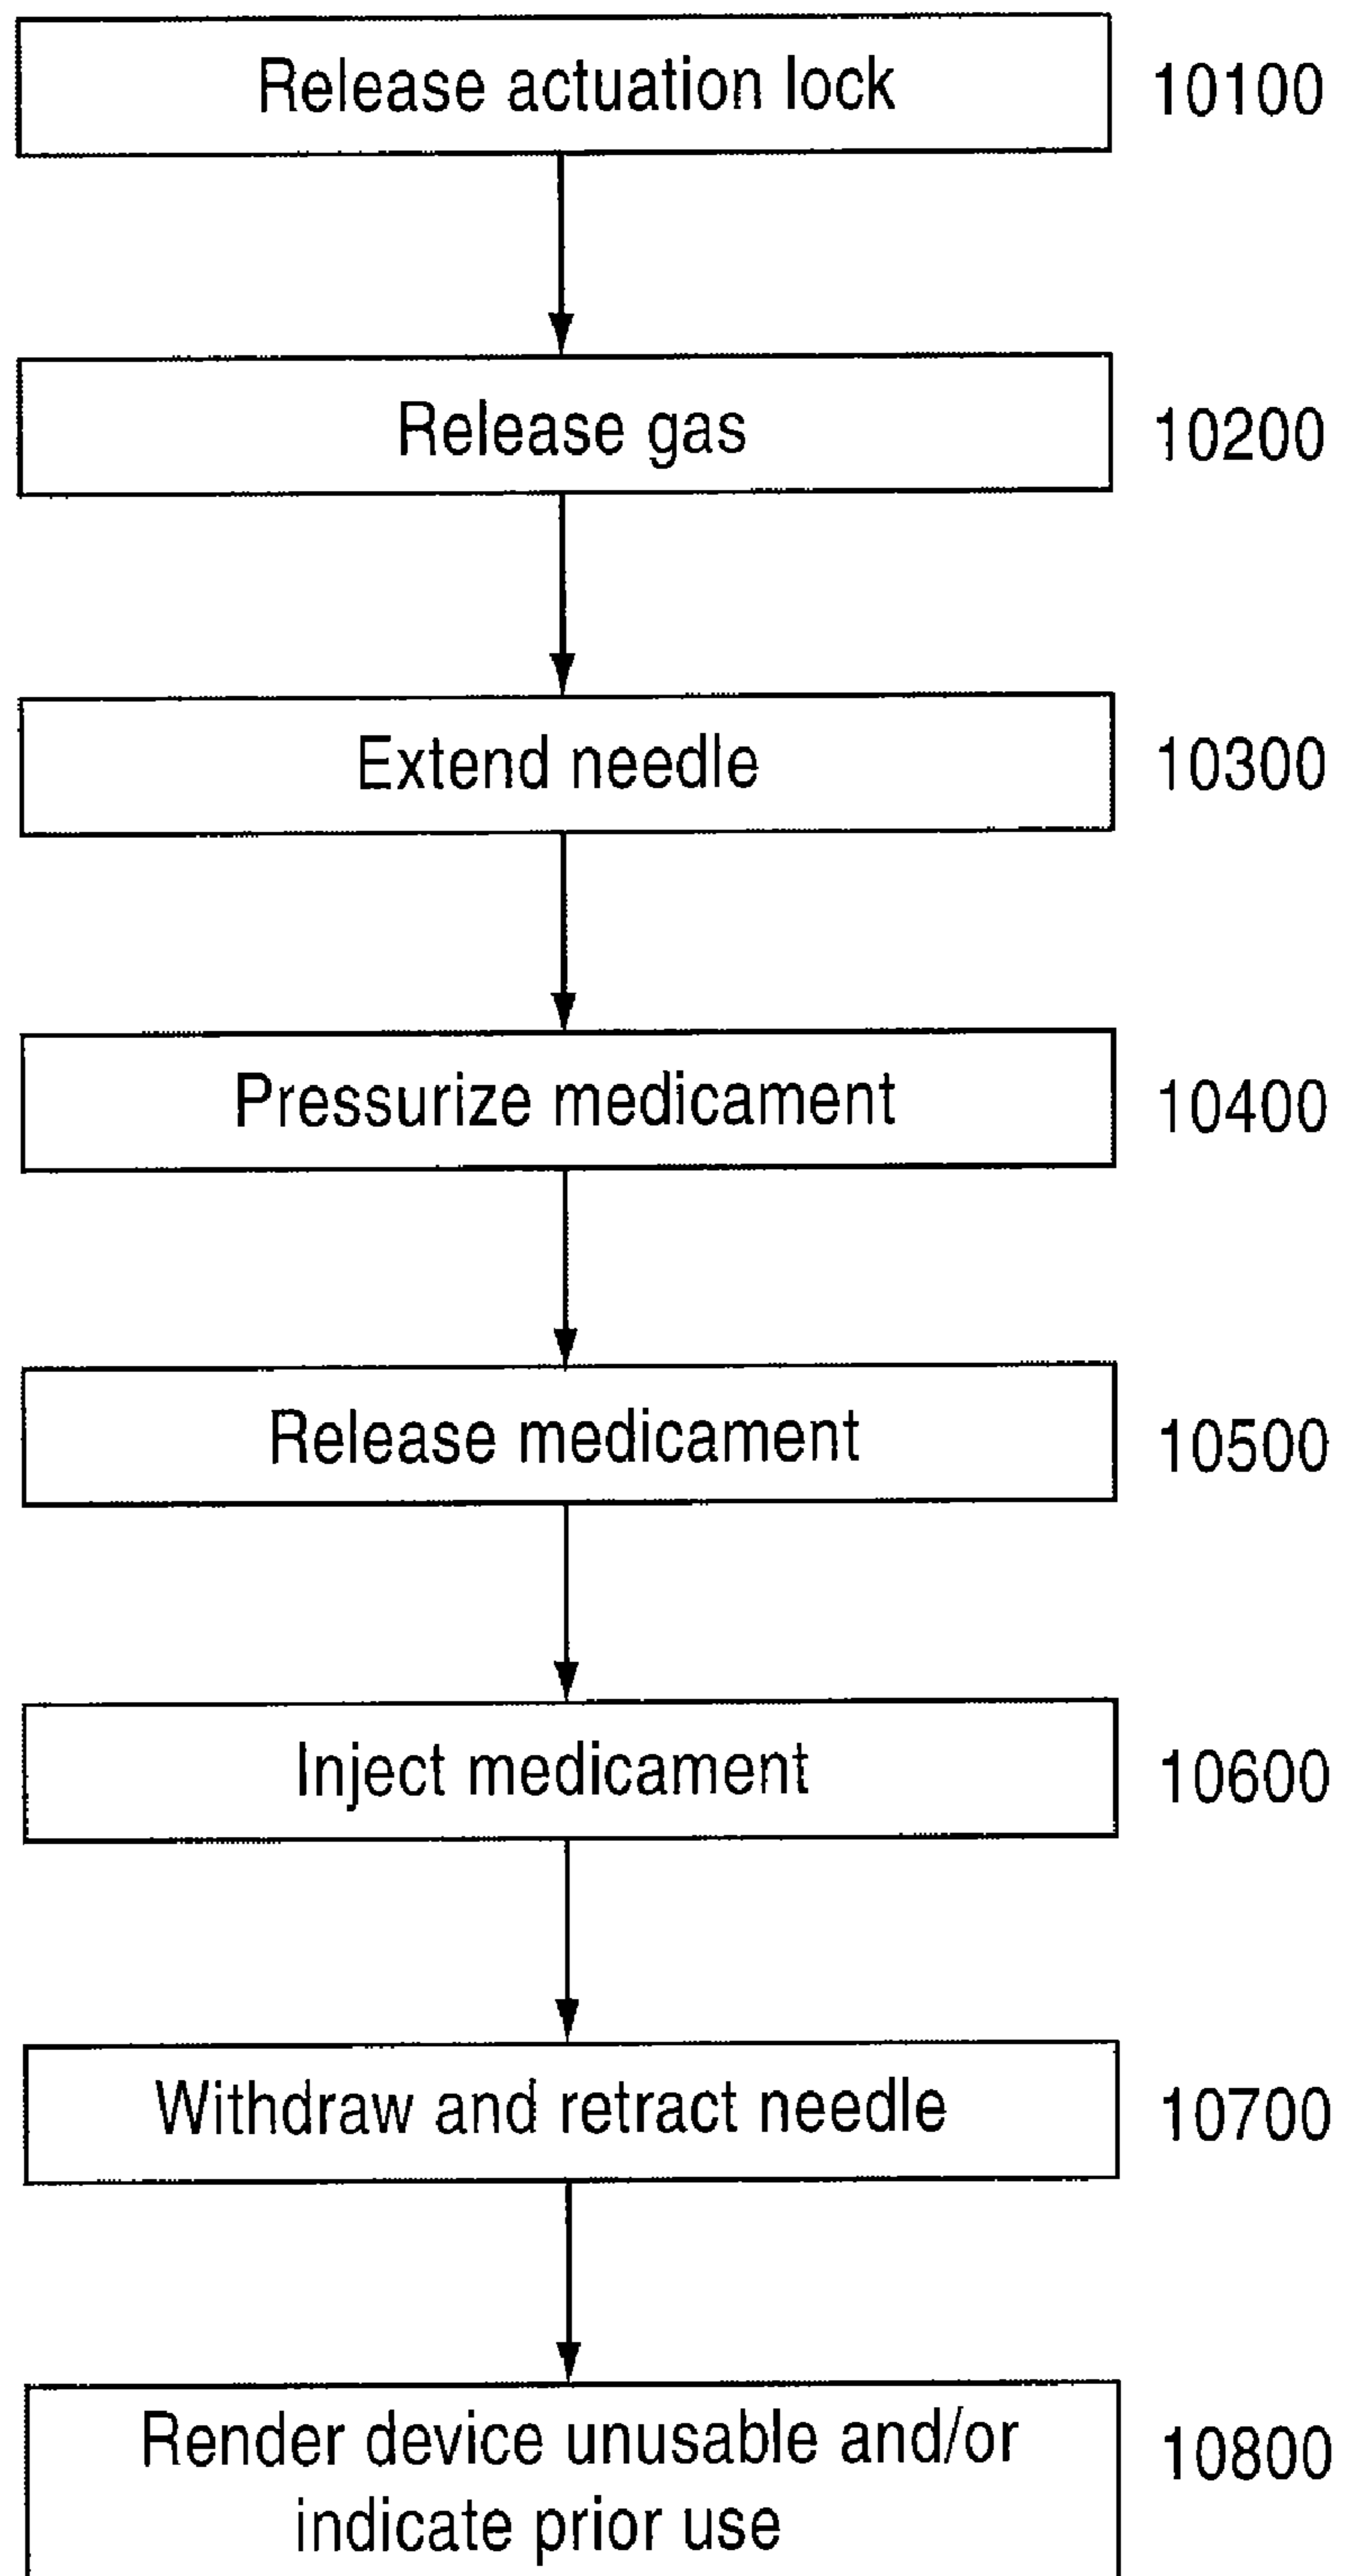 Release actuation lock 10100
Release gas 10200
Extend needle 10300
Pressurize medicament 10400
Release medicament 10500
Inject medicament 10600
Withdraw and retract needle 10700
Render device unusable and/or 10800
indicate prior use